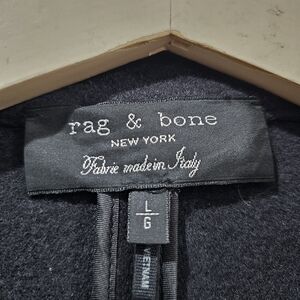 rag & bone
NEW YORK
Fabric made in Italy
L
G
VIETNAM